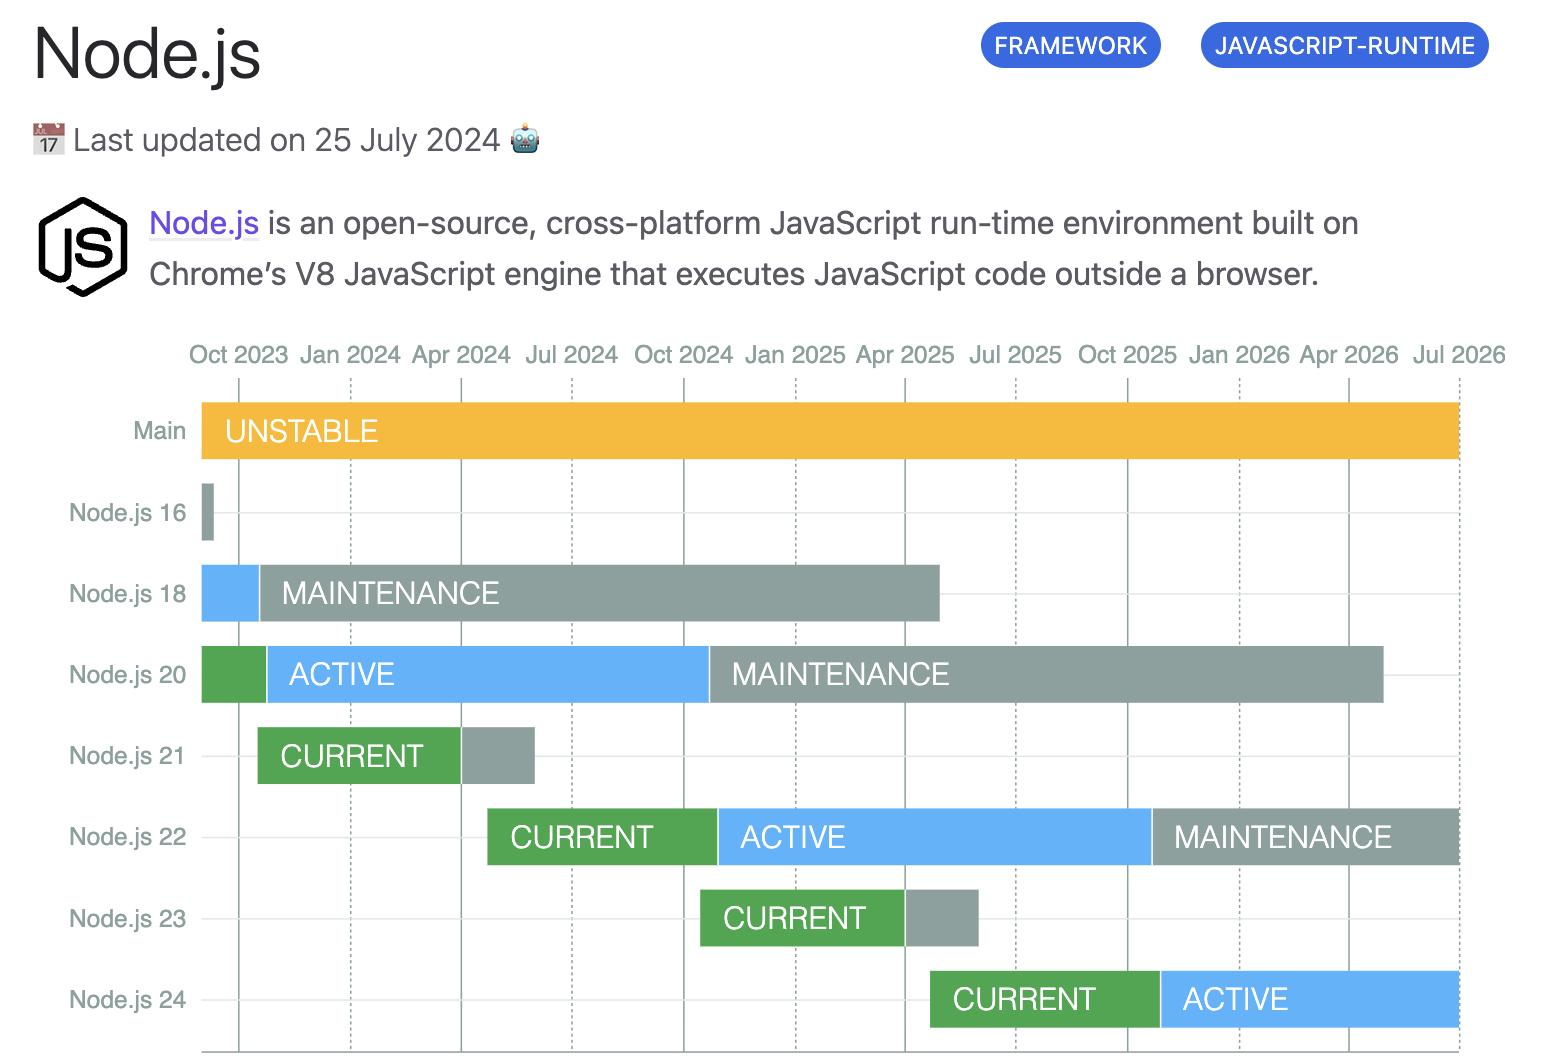 Node.js
FRAMEWORK
JAVASCRIPT-RUNTIME
JUL 17 Last updated on 25 July 2024
JS
Node.js is an open-source, cross-platform JavaScript run-time environment built on
Chrome’s V8 JavaScript engine that executes JavaScript code outside a browser.
Oct 2023 Jan 2024 Apr 2024 Jul 2024 Oct 2024 Jan 2025 Apr 2025 Jul 2025 Oct 2025 Jan 2026 Apr 2026 Jul 2026
Main UNSTABLE
Node.js 16
Node.js 18 MAINTENANCE
Node.js 20 ACTIVE MAINTENANCE
Node.js 21 CURRENT
Node.js 22 CURRENT ACTIVE MAINTENANCE
Node.js 23 CURRENT
Node.js 24 CURRENT ACTIVE